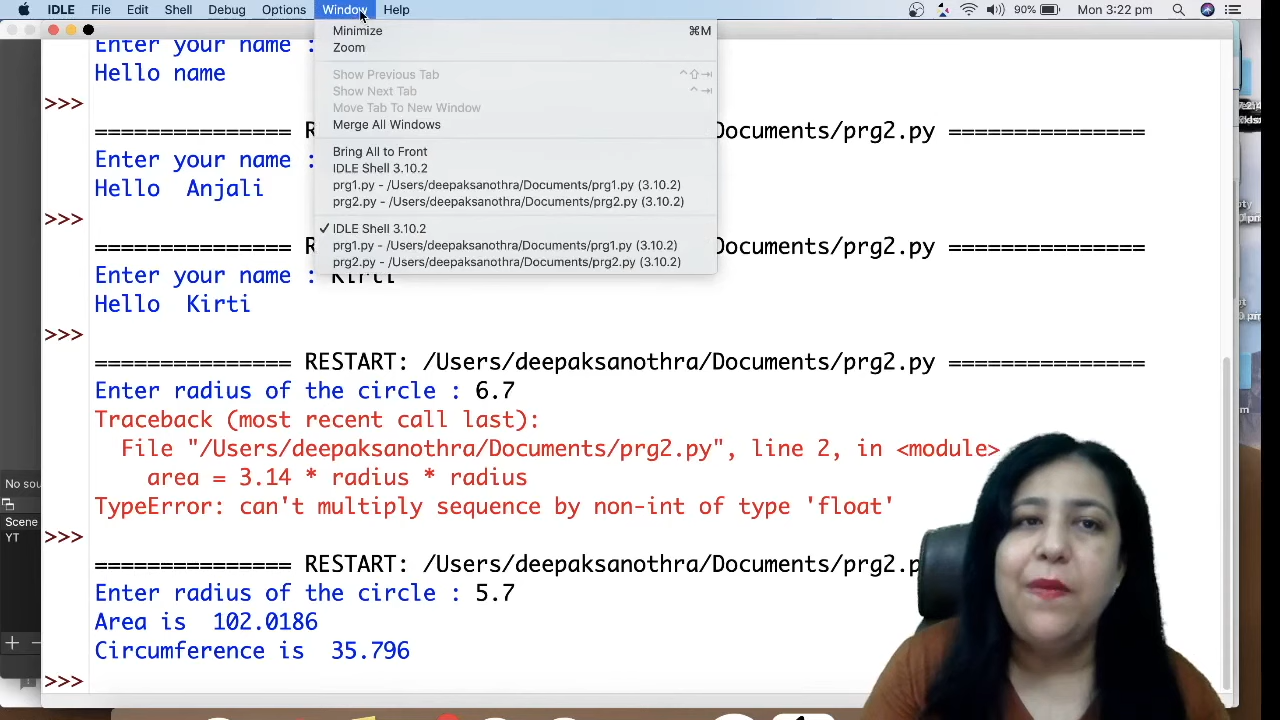 IDLE File Edit Shell Debug Options Window Help 90% Mon 3:22 pm
Minimize ⌘M
Zoom
Show Previous Tab ^⇧⇥
Show Next Tab ^⇥
Move Tab To New Window
Merge All Windows
Bring All to Front
IDLE Shell 3.10.2
prg1.py - /Users/deepaksanothra/Documents/prg1.py (3.10.2)
prg2.py - /Users/deepaksanothra/Documents/prg2.py (3.10.2)
✓ IDLE Shell 3.10.2
prg1.py - /Users/deepaksanothra/Documents/prg1.py (3.10.2)
prg2.py - /Users/deepaksanothra/Documents/prg2.py (3.10.2)
Enter your name :
Hello name
>>>
=============== Documents/prg2.py ===============
Enter your name :
Hello  Anjali
>>>
=============== Documents/prg2.py ===============
Enter your name : Kirti
Hello  Kirti
>>>
=============== RESTART: /Users/deepaksanothra/Documents/prg2.py ===============
Enter radius of the circle : 6.7
Traceback (most recent call last):
  File "/Users/deepaksanothra/Documents/prg2.py", line 2, in <module>
    area = 3.14 * radius * radius
TypeError: can't multiply sequence by non-int of type 'float'
>>>
=============== RESTART: /Users/deepaksanothra/Documents/prg2.p
Enter radius of the circle : 5.7
Area is  102.0186
Circumference is  35.796
>>>
No sou
Scene
YT